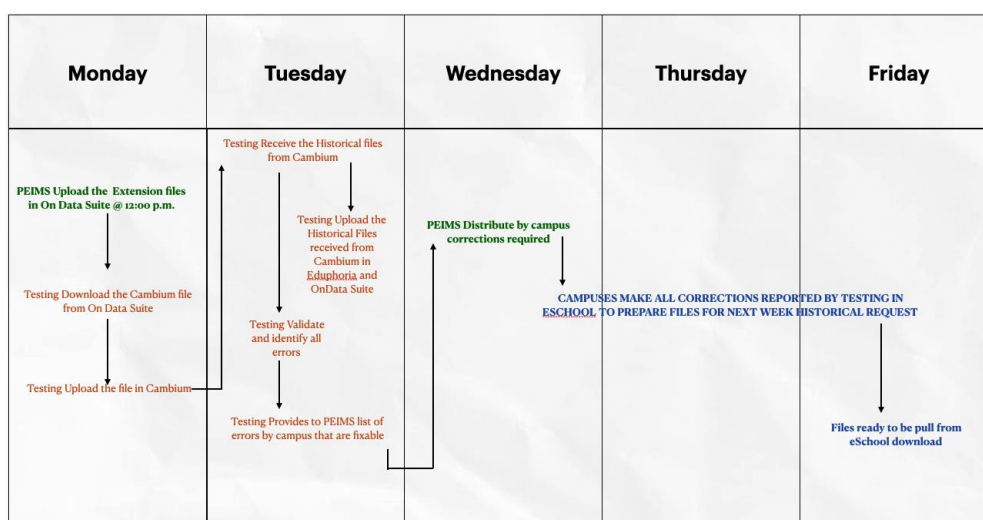 Monday
Tuesday
Wednesday
Thursday
Friday
PEIMS Upload the Extension files
in On Data Suite @ 12:00 p.m.
Testing Download the Cambium file
from On Data Suite
Testing Upload the file in Cambium
Testing Receive the Historical files
from Cambium
Testing Upload the
Historical Files
received from
Cambium in
Eduphoria and
OnData Suite
Testing Validate
and identify all
errors
Testing Provides to PEIMS list of
errors by campus that are fixable
PEIMS Distribute by campus
corrections required
CAMPUSES MAKE ALL CORRECTIONS REPORTED BY TESTING IN
ESCHOOL TO PREPARE FILES FOR NEXT WEEK HISTORICAL REQUEST
Files ready to be pull from
eSchool download